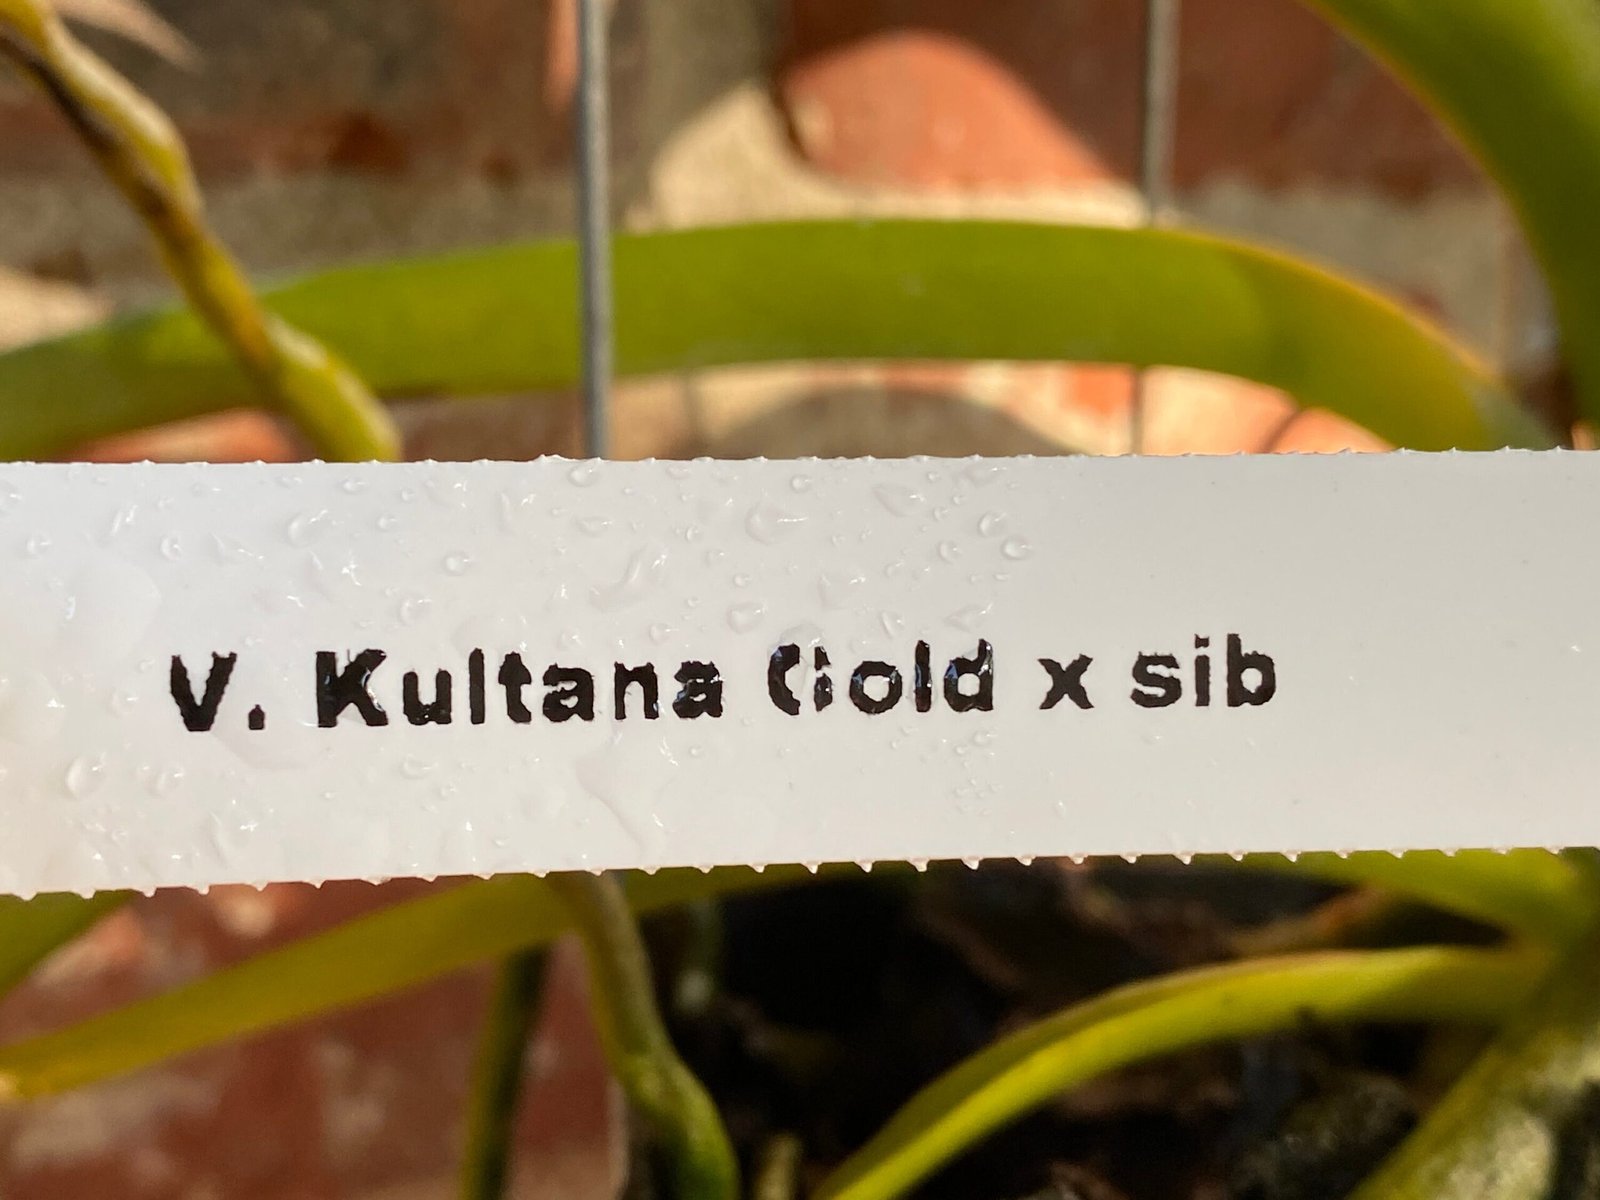 V. Kultana Gold x sib